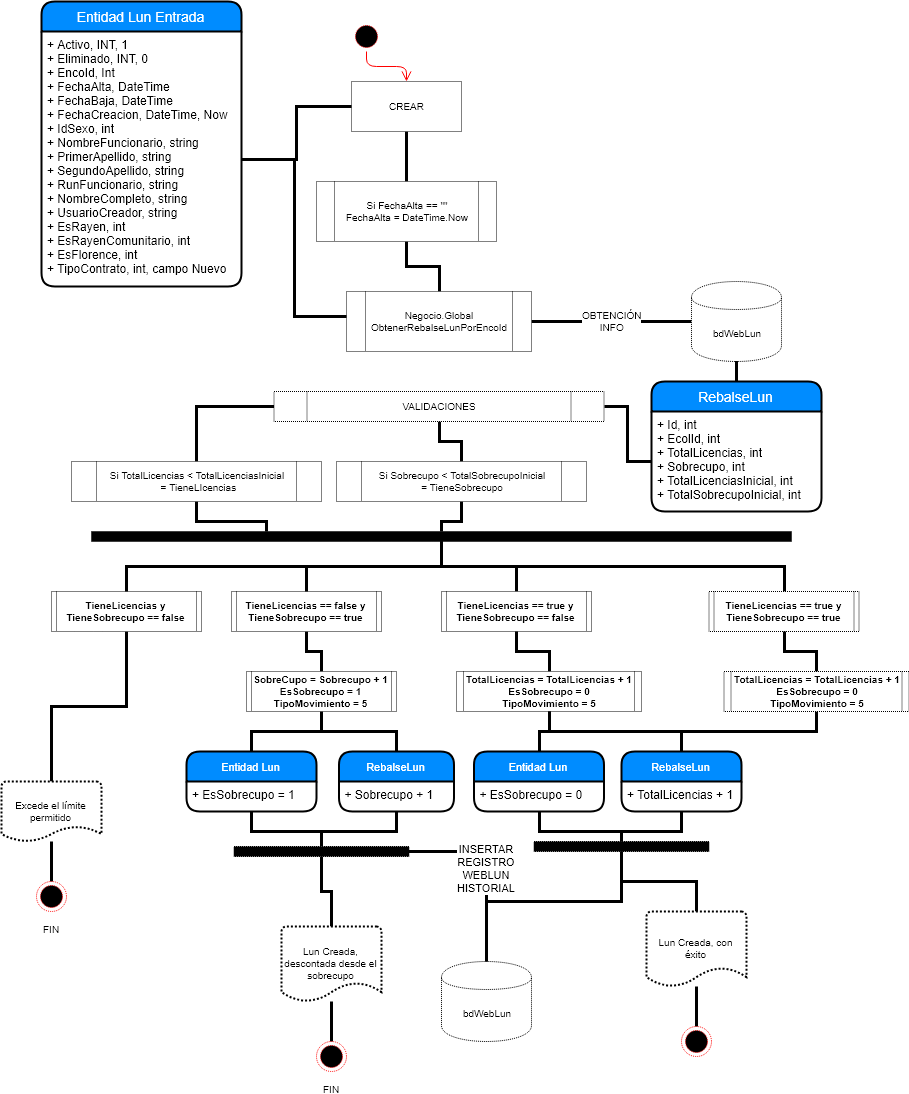 Entidad Lun Entrada
+ Activo, INT, 1
+ Eliminado, INT, 0
+ EncoId, Int
+ FechaAlta, DateTime
+ FechaBaja, DateTime
+ FechaCreacion, DateTime, Now
+ IdSexo, int
+ NombreFuncionario, string
+ PrimerApellido, string
+ SegundoApellido, string
+ RunFuncionario, string
+ NombreCompleto, string
+ UsuarioCreador, string
+ EsRayen, int
+ EsRayenComunitario, int
+ EsFlorence, int
+ TipoContrato, int, campo Nuevo
CREAR
Si FechaAlta == ""
FechaAlta = DateTime.Now
Negocio.Global
ObtenerRebalseLunPorEncoId
OBTENCIÓN
INFO
bdWebLun
RebalseLun
+ Id, int
+ EcolId, int
+ TotalLicencias, int
+ Sobrecupo, int
+ TotalLicenciasInicial, int
+ TotalSobrecupoInicial, int
VALIDACIONES
Si TotalLicencias < TotalLicenciasInicial
= TieneLIcencias
Si Sobrecupo < TotalSobrecupoInicial
= TieneSobrecupo
TieneLicencias y
TieneSobrecupo == false
TieneLicencias == false y
TieneSobrecupo == true
TieneLicencias == true y
TieneSobrecupo == false
TieneLicencias == true y
TieneSobrecupo == true
SobreCupo = Sobrecupo + 1
EsSobrecupo = 1
TipoMovimiento = 5
TotalLicencias = TotalLicencias + 1
EsSobrecupo = 0
TipoMovimiento = 5
TotalLicencias = TotalLicencias + 1
EsSobrecupo = 0
TipoMovimiento = 5
Entidad Lun
+ EsSobrecupo = 1
RebalseLun
+ Sobrecupo + 1
Entidad Lun
+ EsSobrecupo = 0
RebalseLun
+ TotalLicencias + 1
Excede el límite
permitido
FIN
INSERTAR
REGISTRO
WEBLUN
HISTORIAL
Lun Creada,
descontada desde el
sobrecupo
FIN
bdWebLun
Lun Creada, con
éxito